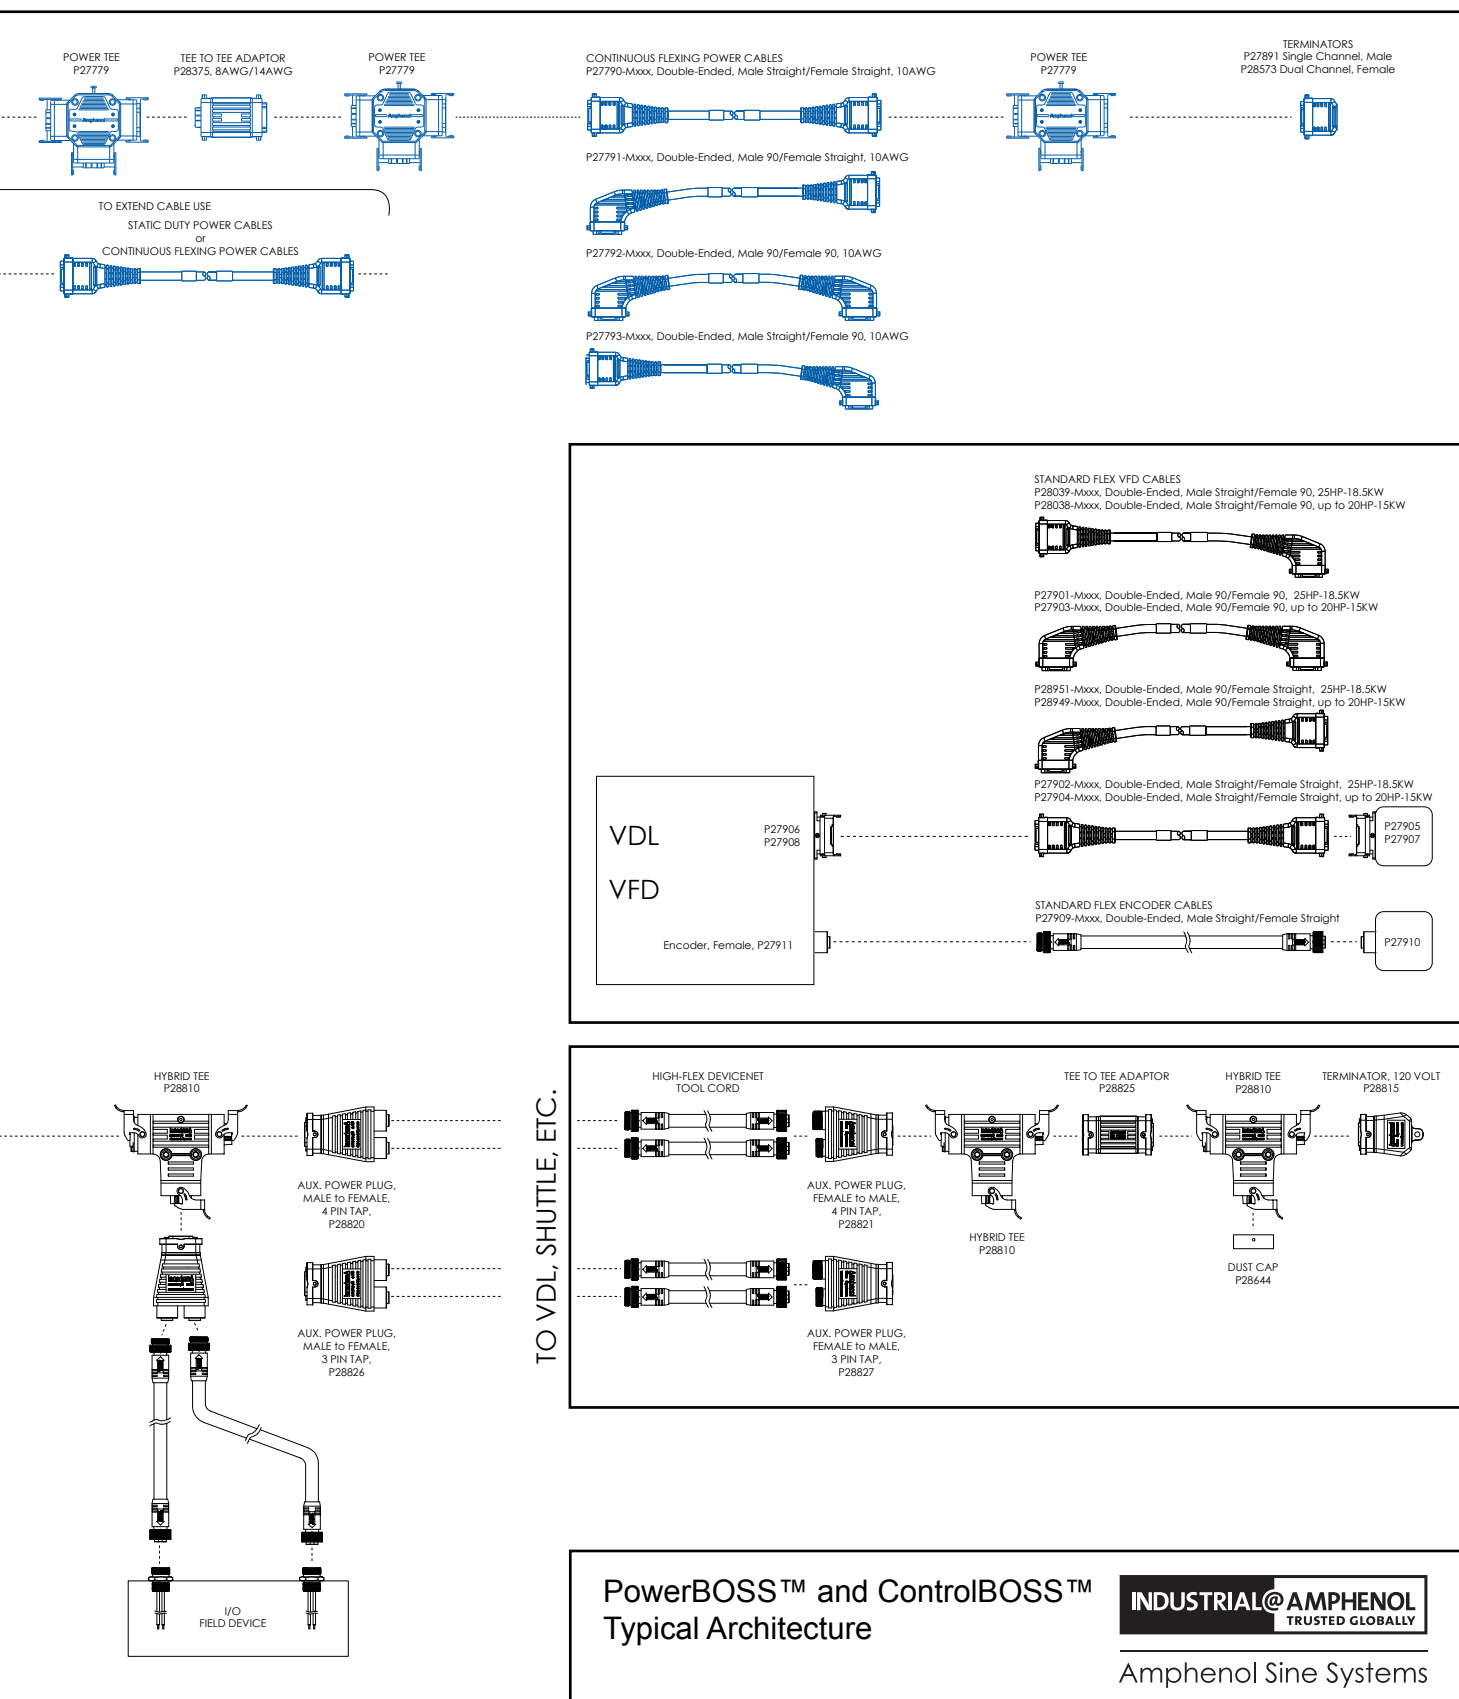 POWER TEE
P27779
TEE TO TEE ADAPTOR
P28375, 8AWG/14AWG
POWER TEE
P27779
CONTINUOUS FLEXING POWER CABLES
P27790-Mxxx, Double-Ended, Male Straight/Female Straight, 10AWG
POWER TEE
P27779
TERMINATORS
P27891 Single Channel, Male
P28573 Dual Channel, Female
Amphenol
Amphenol
Amphenol
P27791-Mxxx, Double-Ended, Male 90/Female Straight, 10AWG
TO EXTEND CABLE USE
STATIC DUTY POWER CABLES
or
CONTINUOUS FLEXING POWER CABLES
P27792-Mxxx, Double-Ended, Male 90/Female 90, 10AWG
P27793-Mxxx, Double-Ended, Male Straight/Female 90, 10AWG
STANDARD FLEX VFD CABLES
P28039-Mxxx, Double-Ended, Male Straight/Female 90, 25HP-18.5KW
P28038-Mxxx, Double-Ended, Male Straight/Female 90, up to 20HP-15KW
P27901-Mxxx, Double-Ended, Male 90/Female 90, 25HP-18.5KW
P27903-Mxxx, Double-Ended, Male 90/Female 90, up to 20HP-15KW
P28951-Mxxx, Double-Ended, Male 90/Female Straight, 25HP-18.5KW
P28949-Mxxx, Double-Ended, Male 90/Female Straight, up to 20HP-15KW
P27902-Mxxx, Double-Ended, Male Straight/Female Straight, 25HP-18.5KW
P27904-Mxxx, Double-Ended, Male Straight/Female Straight, up to 20HP-15KW
VDL
P27906
P27908
P27905
P27907
VFD
STANDARD FLEX ENCODER CABLES
P27909-Mxxx, Double-Ended, Male Straight/Female Straight
Encoder, Female, P27911
P27910
HYBRID TEE
P28810
TO VDL, SHUTTLE, ETC.
HIGH-FLEX DEVICENET
TOOL CORD
TEE TO TEE ADAPTOR
P28825
HYBRID TEE
P28810
TERMINATOR, 120 VOLT
P28815
AUX. POWER PLUG,
MALE to FEMALE,
4 PIN TAP,
P28820
AUX. POWER PLUG,
FEMALE to MALE,
4 PIN TAP,
P28821
HYBRID TEE
P28810
DUST CAP
P28644
AUX. POWER PLUG,
MALE to FEMALE,
3 PIN TAP,
P28826
AUX. POWER PLUG,
FEMALE to MALE,
3 PIN TAP,
P28827
I/O
FIELD DEVICE
PowerBOSS™ and ControlBOSS™
Typical Architecture
INDUSTRIAL@AMPHENOL
TRUSTED GLOBALLY
Amphenol Sine Systems